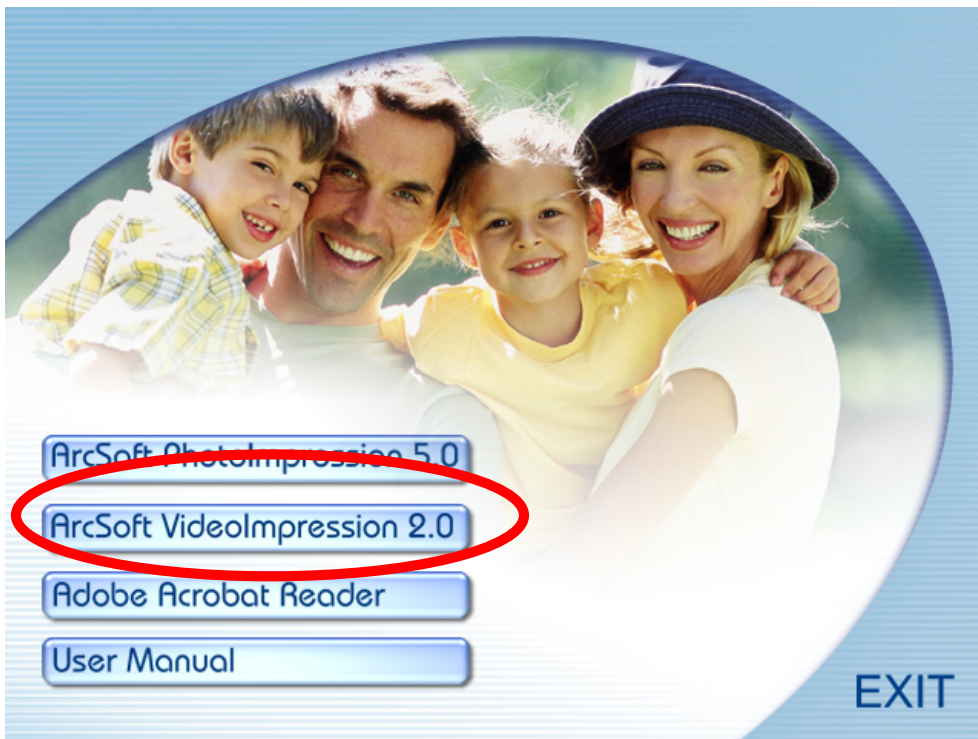 ArcSoft PhotoImpression 5.0
ArcSoft VideoImpression 2.0
Adobe Acrobat Reader
User Manual
EXIT